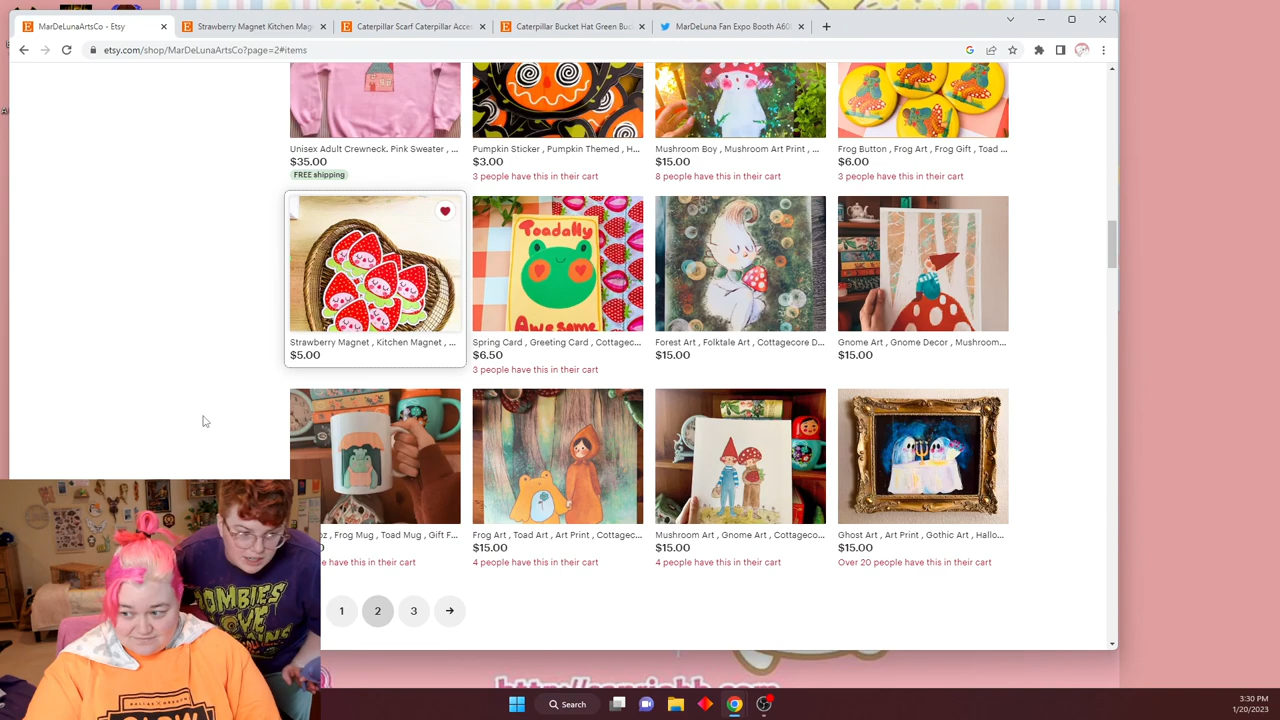 MarDeLunaArtsCo - Etsy
Strawberry Magnet Kitchen Mag
Caterpillar Scarf Caterpillar Acce
Caterpillar Bucket Hat Green Buc
MarDeLuna Fan Expo Booth A60
etsy.com/shop/MarDeLunaArtsCo?page=2#items
Unisex Adult Crewneck. Pink Sweater , ...
$35.00
FREE shipping
Pumpkin Sticker , Pumpkin Themed , H...
$3.00
3 people have this in their cart
Mushroom Boy , Mushroom Art Print , ...
$15.00
8 people have this in their cart
Frog Button , Frog Art , Frog Gift , Toad ...
$6.00
3 people have this in their cart
Strawberry Magnet , Kitchen Magnet , ...
$5.00
Toadally
Awesome
Spring Card , Greeting Card , Cottagec...
$6.50
3 people have this in their cart
Forest Art , Folktale Art , Cottagecore D...
$15.00
Gnome Art , Gnome Decor , Mushroom...
$15.00
oz , Frog Mug , Toad Mug , Gift F...
e have this in their cart
Frog Art , Toad Art , Art Print , Cottagec...
$15.00
4 people have this in their cart
Mushroom Art , Gnome Art , Cottageco...
$15.00
4 people have this in their cart
Ghost Art , Art Print , Gothic Art , Hallo...
$15.00
Over 20 people have this in their cart
1 2 3
ZOMBIES
LOVE
Search
3:30 PM
1/20/2023